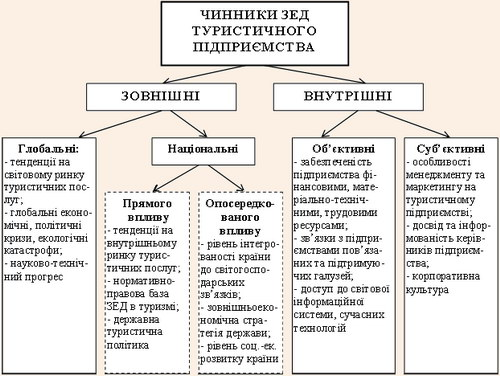 ЧИННИКИ ЗЕД
ТУРИСТИЧНОГО
ПІДПРИЄМСТВА
ЗОВНІШНІ
ВНУТРІШНІ
Глобальні:
- тенденції на
світовому ринку
туристичних пос-
луг;
- глобальні еконо-
мічні, політичні
кризи, екологічні
катастрофи;
- науково-техніч-
ний прогрес
Національні
Прямого
впливу
- тенденції на
внутрішньому
ринку турис-
тичних послуг;
- нормативно-
правова база
ЗЕД в туризмі;
- державна
туристична
політика
Опосередко-
ваного
впливу
- рівень інтегро-
ваності країни
до світогоспо-
дарських
зв’язків;
- зовнішньоеко-
номічна стра-
тегія держави;
- рівень соц.-ек.
розвитку країни
Об’єктивні
- забезпеченість
підприємства фі-
нансовими, мате-
ріально-техніч-
ними, трудовими
ресурсами;
- зв’язки з підпри-
ємствами пов’яза-
них та підтримую-
чих галузей;
- доступ до світової
інформаційної
системи, сучасних
технологій
Суб’єктивні
- особливості
менеджменту та
маркетингу на
туристичному
підприємстві;
- досвід та інфор-
мованість керів-
ників підприєм-
ства;
- корпоративна
культура